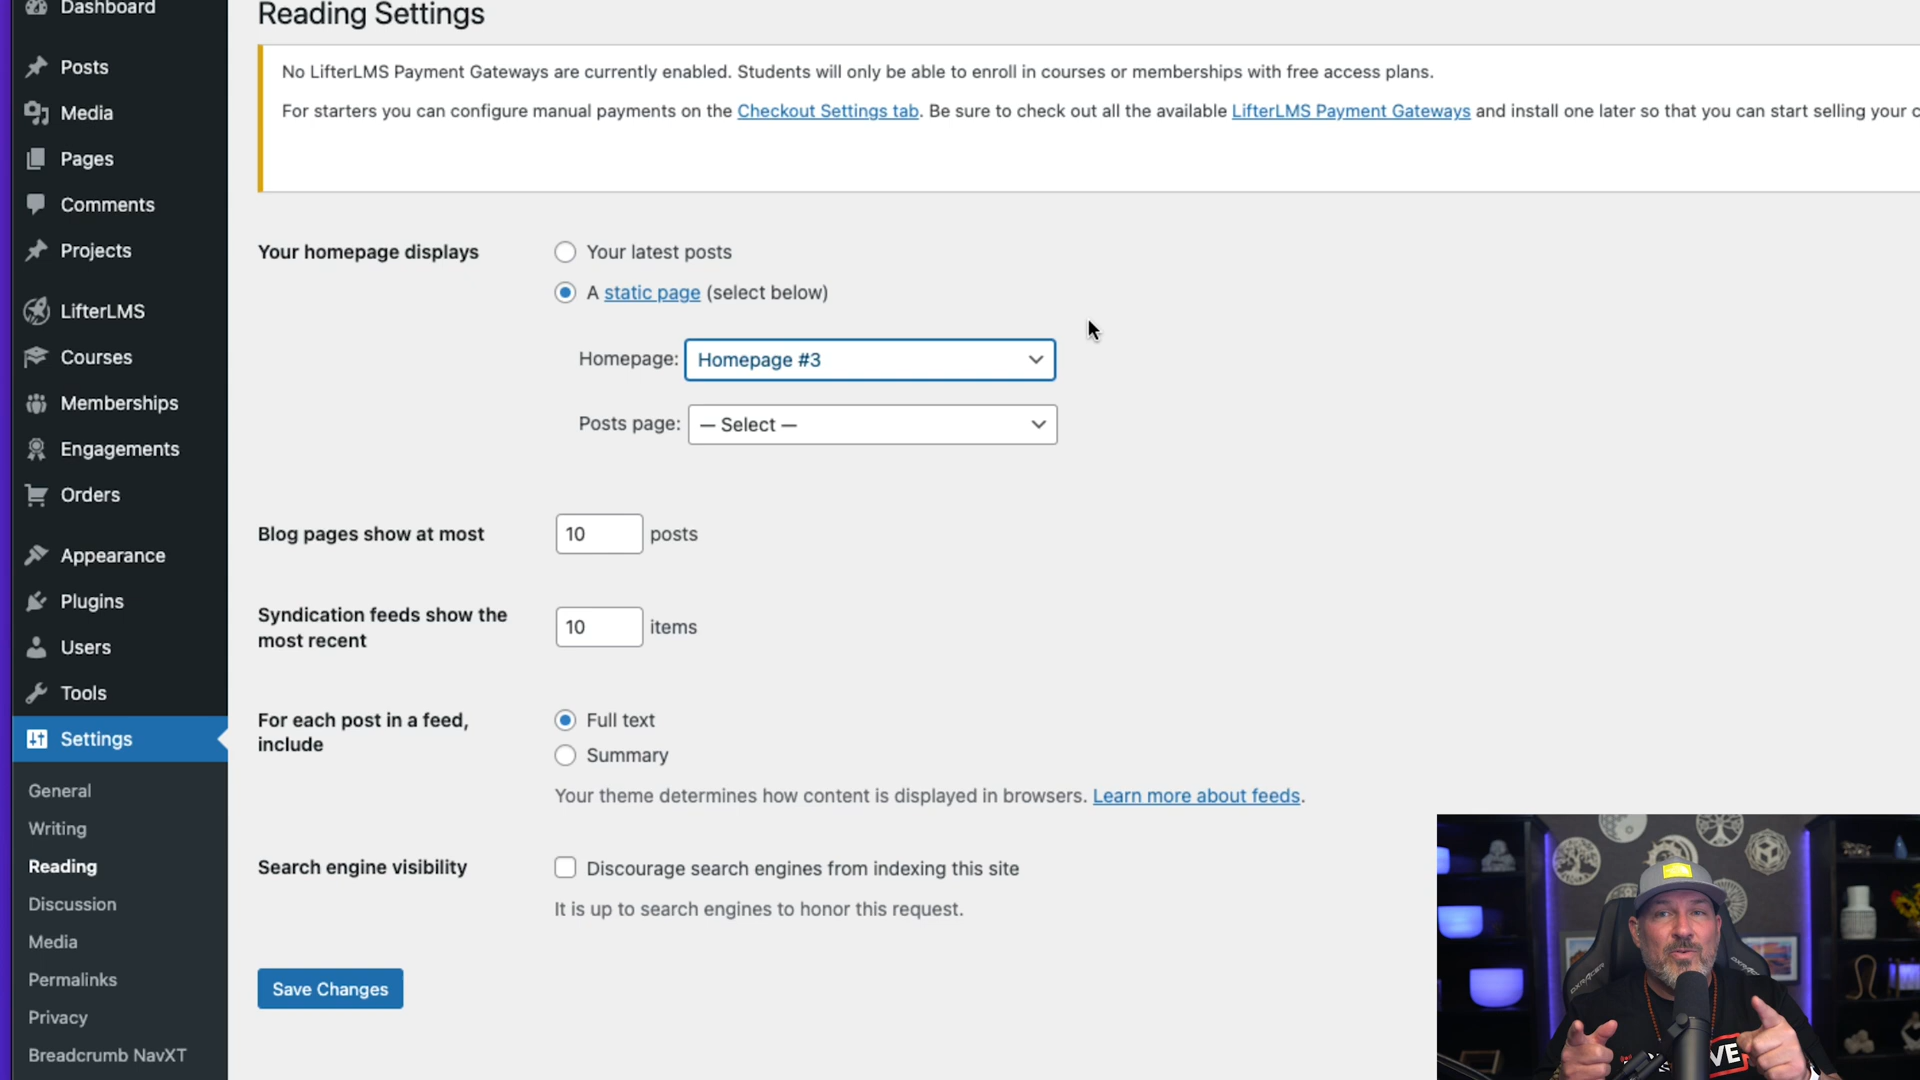 Dashboard
Posts
Media
Pages
Comments
Projects
LifterLMS
Courses
Memberships
Engagements
Orders
Appearance
Plugins
Users
Tools
Settings
General
Writing
Reading
Discussion
Media
Permalinks
Privacy
Breadcrumb NavXT
Reading Settings
No LifterLMS Payment Gateways are currently enabled. Students will only be able to enroll in courses or memberships with free access plans.
For starters you can configure manual payments on the Checkout Settings tab. Be sure to check out all the available LifterLMS Payment Gateways and install one later so that you can start selling your
Your homepage displays
Your latest posts
A static page (select below)
Homepage: Homepage #3
Posts page: — Select —
Blog pages show at most 10 posts
Syndication feeds show the
most recent
10 items
For each post in a feed,
include
Full text
Summary
Your theme determines how content is displayed in browsers. Learn more about feeds.
Search engine visibility
Discourage search engines from indexing this site
It is up to search engines to honor this request.
Save Changes
DXRACER